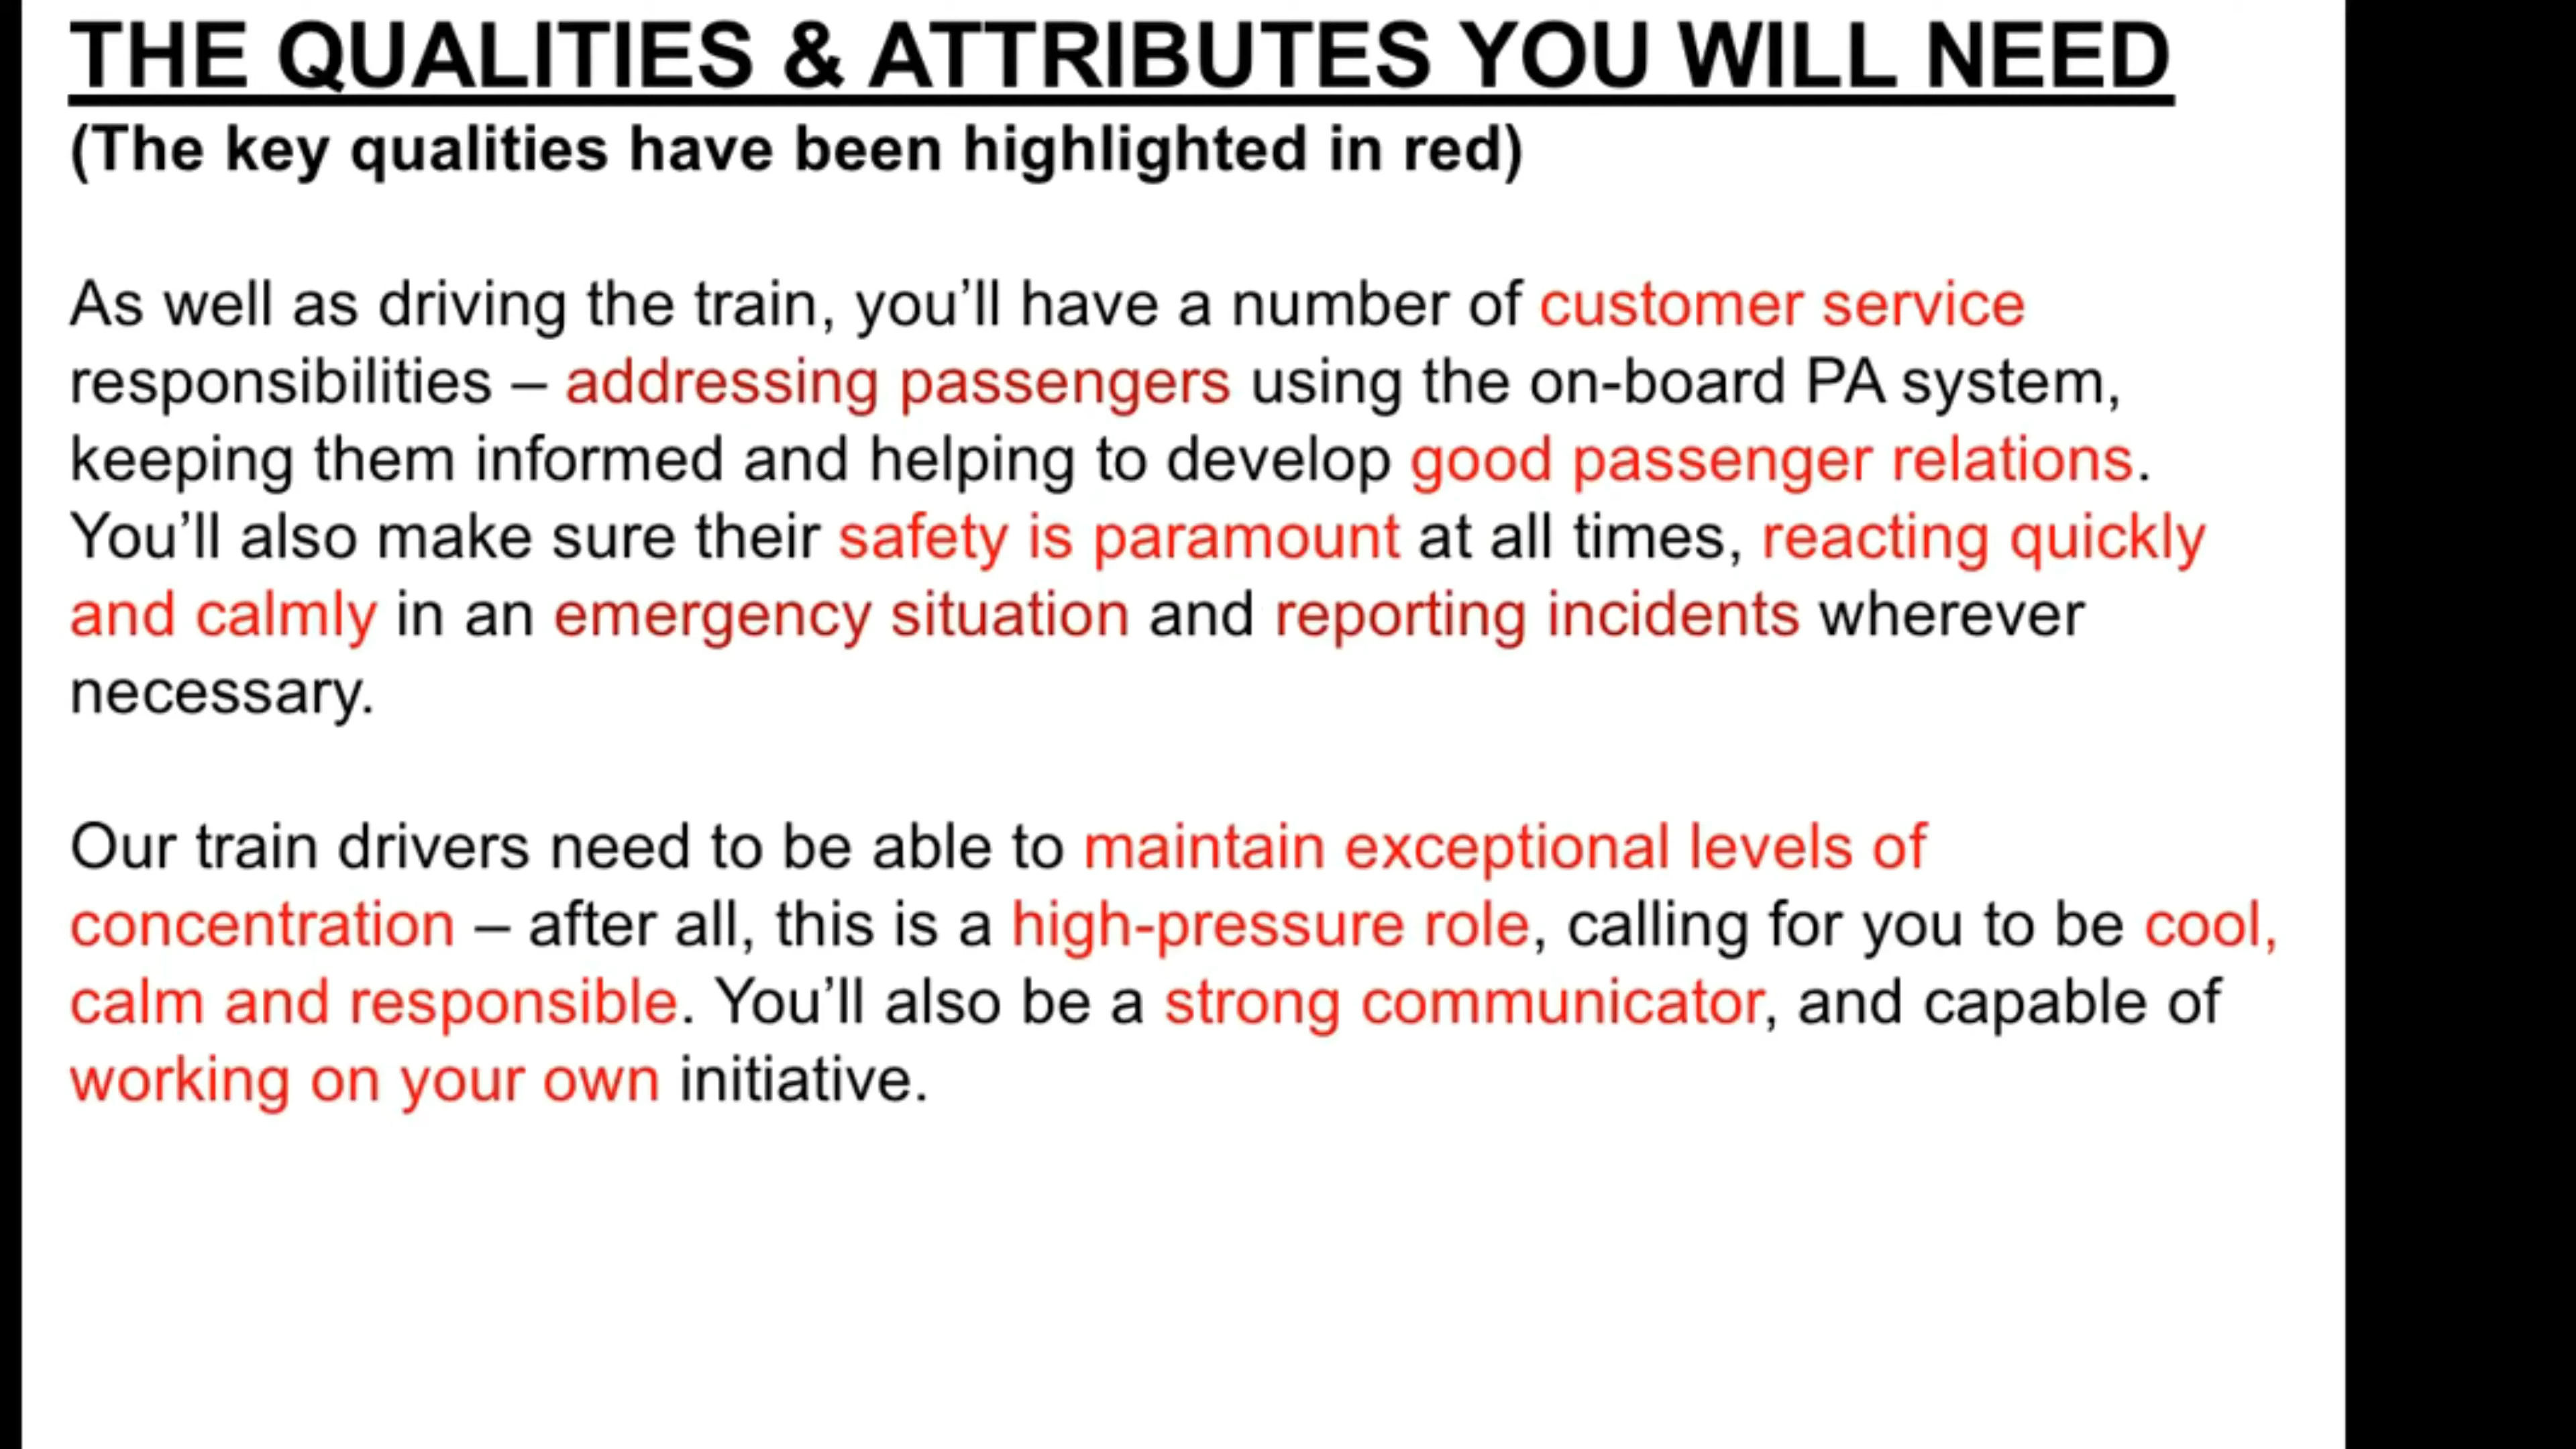 THE QUALITIES & ATTRIBUTES YOU WILL NEED
(The key qualities have been highlighted in red)
As well as driving the train, you’ll have a number of customer service
responsibilities – addressing passengers using the on-board PA system,
keeping them informed and helping to develop good passenger relations.
You’ll also make sure their safety is paramount at all times, reacting quickly
and calmly in an emergency situation and reporting incidents wherever
necessary.
Our train drivers need to be able to maintain exceptional levels of
concentration – after all, this is a high-pressure role, calling for you to be cool,
calm and responsible. You’ll also be a strong communicator, and capable of
working on your own initiative.